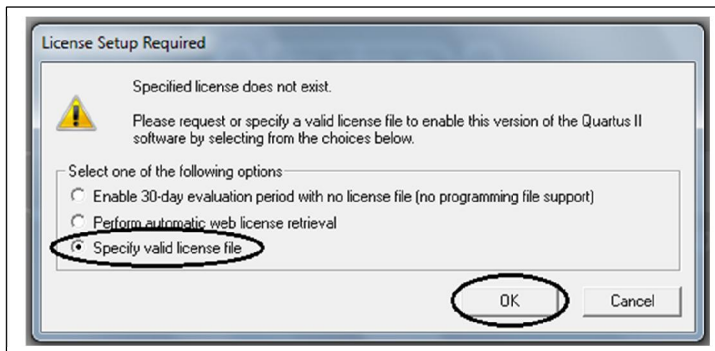 License Setup Required
Specified license does not exist.
Please request or specify a valid license file to enable this version of the Quartus II
software by selecting from the choices below.
Select one of the following options
Enable 30-day evaluation period with no license file (no programming file support)
Perform automatic web license retrieval
Specify valid license file
OK
Cancel